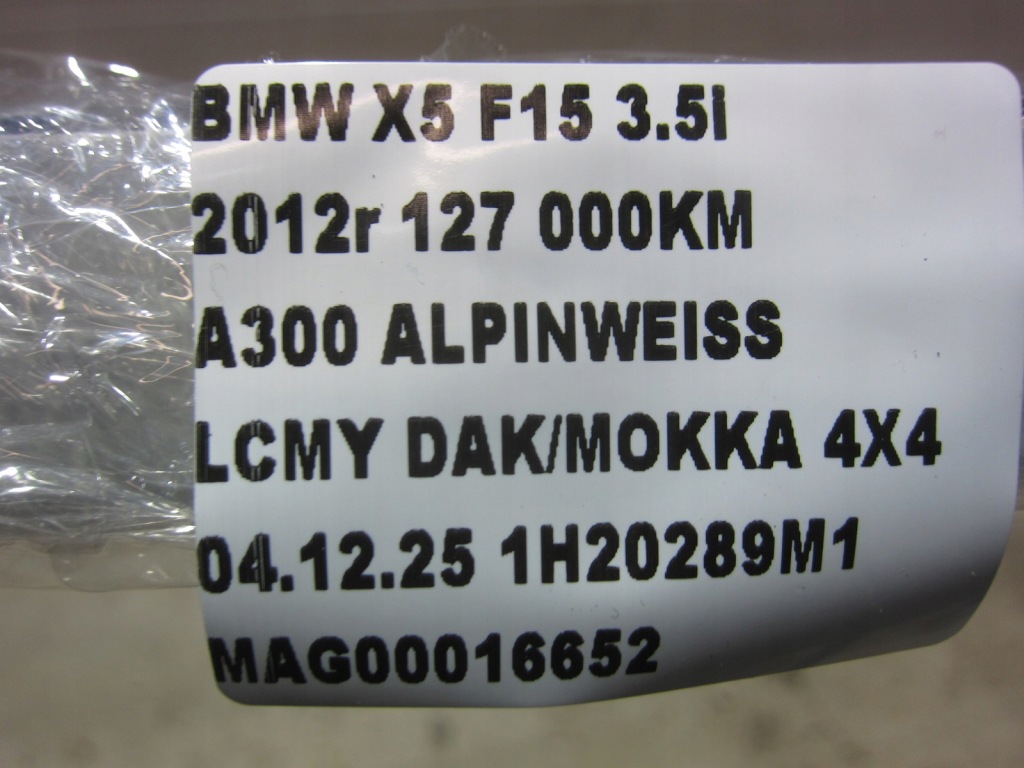 BMW X5 F15 3.5i
2012r 127 000KM
A300 ALPINWEISS
LCMY DAK/MOKKA 4X4
04.12.25 1H20289M1
MAG00016652